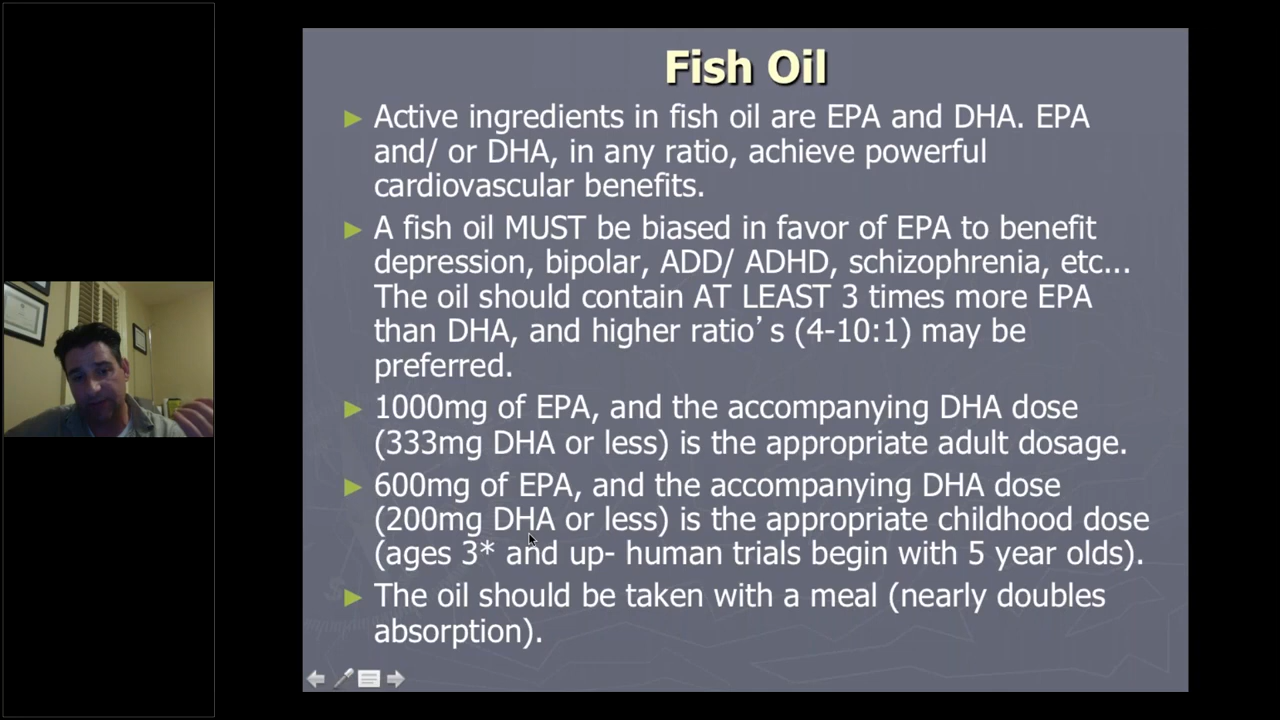 Fish Oil
Active ingredients in fish oil are EPA and DHA. EPA
and/ or DHA, in any ratio, achieve powerful
cardiovascular benefits.
A fish oil MUST be biased in favor of EPA to benefit
depression, bipolar, ADD/ ADHD, schizophrenia, etc...
The oil should contain AT LEAST 3 times more EPA
than DHA, and higher ratio’s (4-10:1) may be
preferred.
1000mg of EPA, and the accompanying DHA dose
(333mg DHA or less) is the appropriate adult dosage.
600mg of EPA, and the accompanying DHA dose
(200mg DHA or less) is the appropriate childhood dose
(ages 3* and up- human trials begin with 5 year olds).
The oil should be taken with a meal (nearly doubles
absorption).